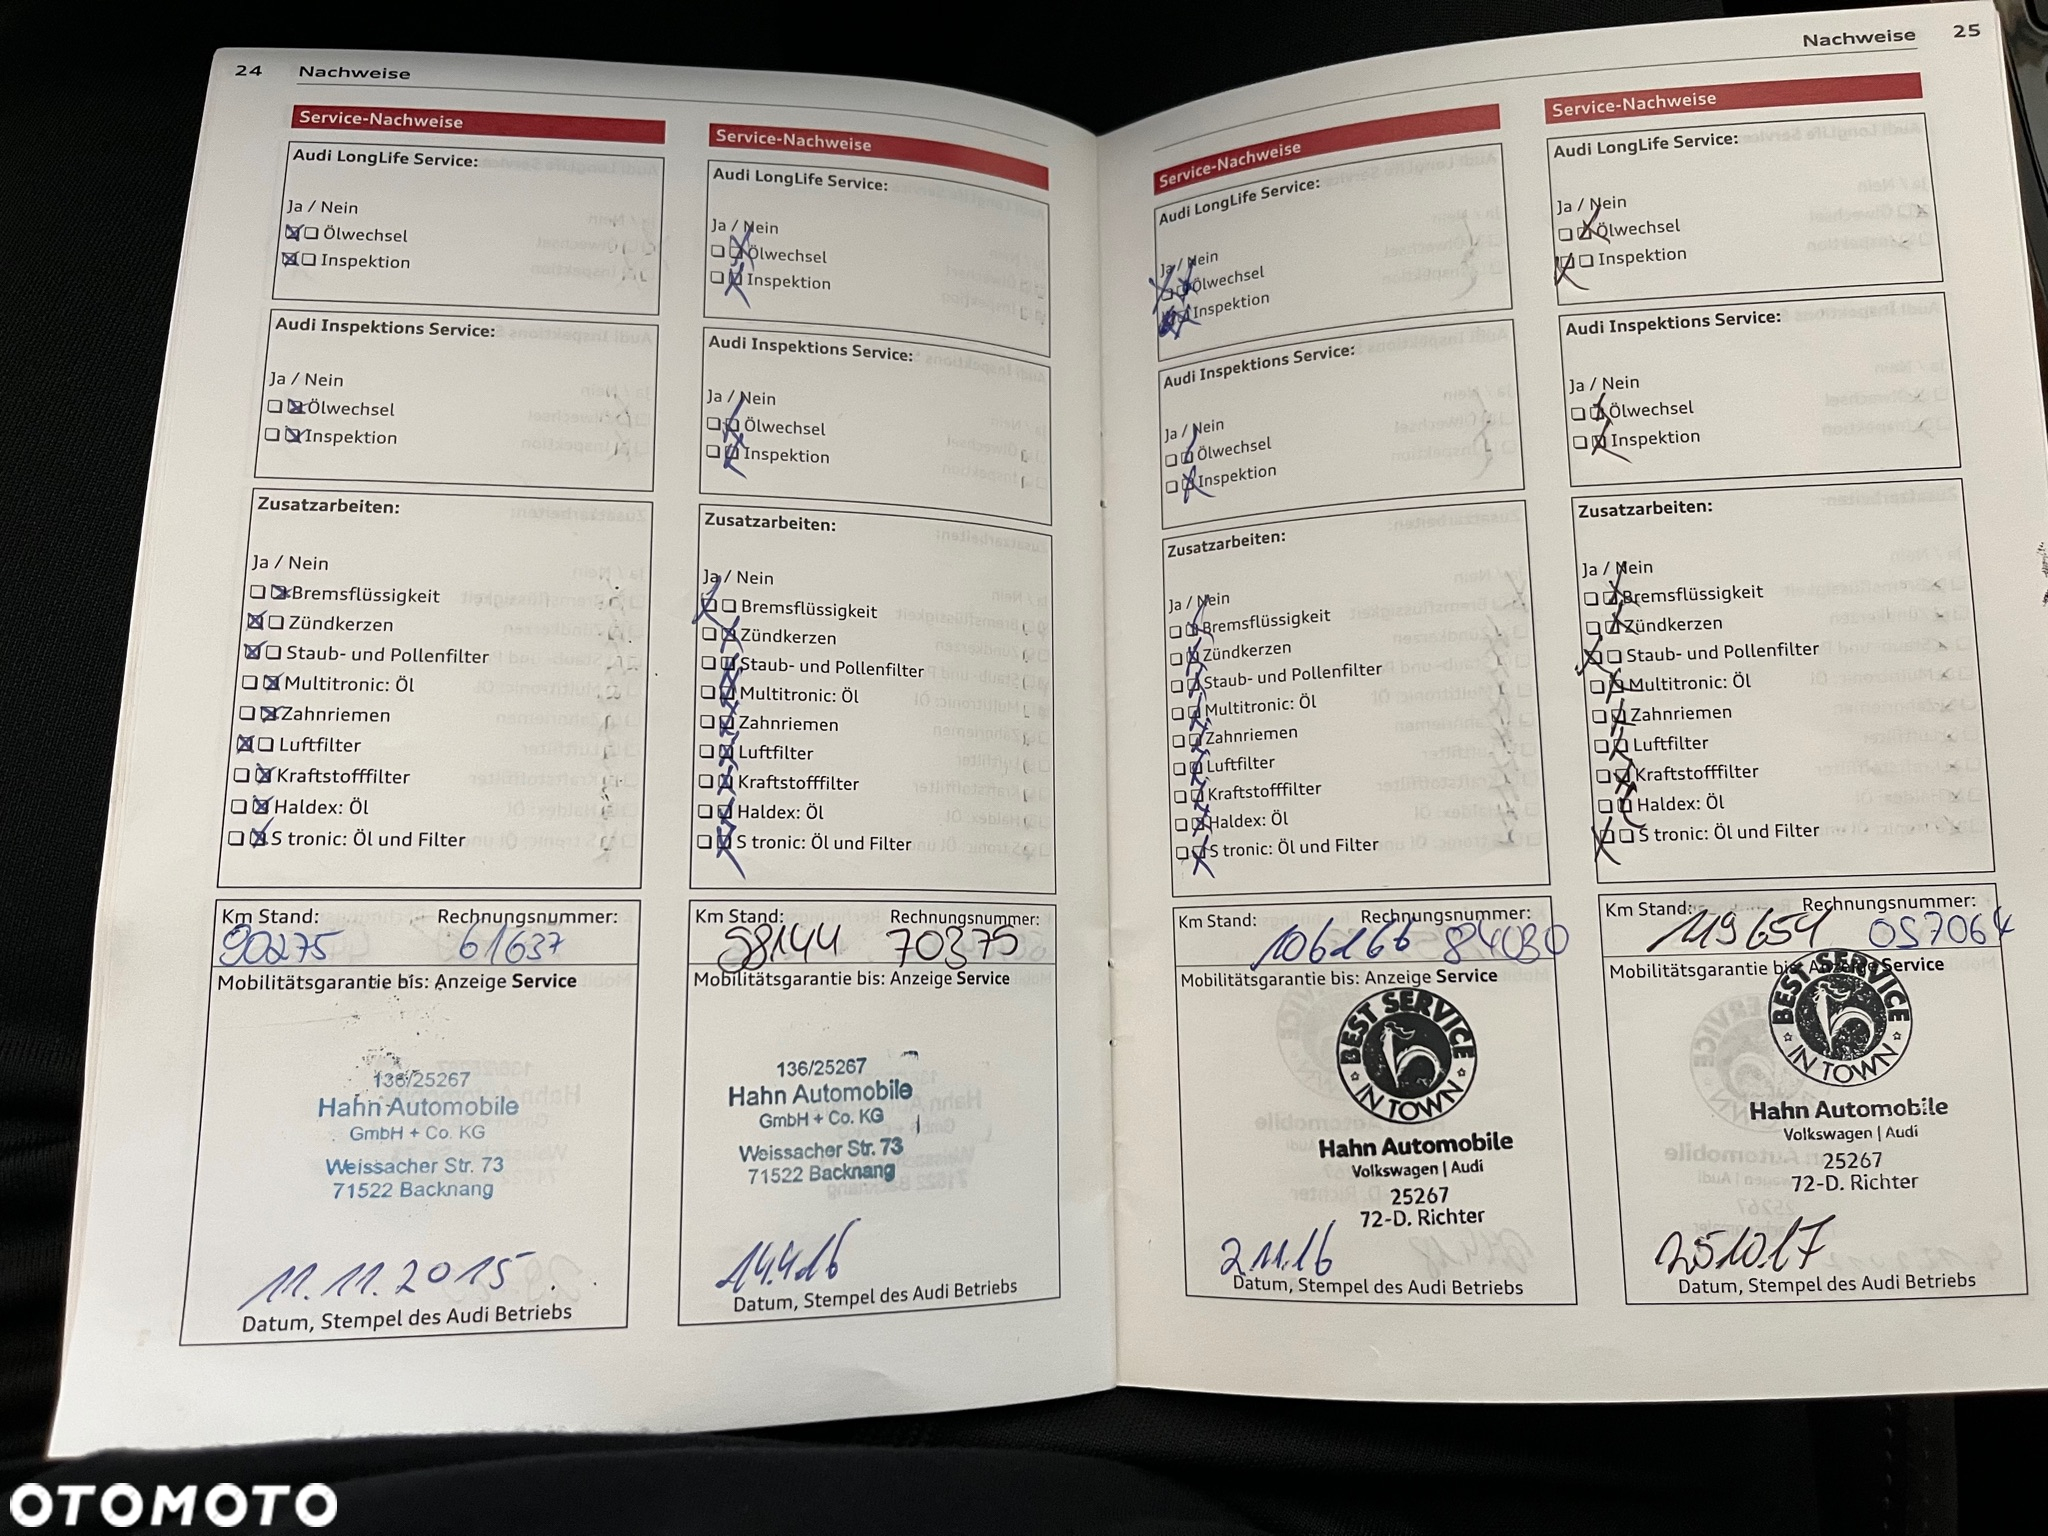 24 Nachweise
Service-Nachweise
Audi LongLife Service:
Ja / Nein
Ölwechsel
Inspektion
Audi Inspektions Service:
Ja / Nein
Ölwechsel
Inspektion
Zusatzarbeiten:
Ja / Nein
Bremsflüssigkeit
Zündkerzen
Staub- und Pollenfilter
Multitronic: Öl
Zahnriemen
Luftfilter
Kraftstofffilter
Haldex: Öl
S tronic: Öl und Filter
Km Stand: Rechnungsnummer:
90275 61637
Mobilitätsgarantie bis: Anzeige Service
136/25267
Hahn Automobile
GmbH + Co. KG
Weissacher Str. 73
71522 Backnang
11.11.2015
Datum, Stempel des Audi Betriebs
Service-Nachweise
Audi LongLife Service:
Ja / Nein
Ölwechsel
Inspektion
Audi Inspektions Service:
Ja / Nein
Ölwechsel
Inspektion
Zusatzarbeiten:
Ja / Nein
Bremsflüssigkeit
Zündkerzen
Staub- und Pollenfilter
Multitronic: Öl
Zahnriemen
Luftfilter
Kraftstofffilter
Haldex: Öl
S tronic: Öl und Filter
Km Stand: Rechnungsnummer:
98144 70375
Mobilitätsgarantie bis: Anzeige Service
136/25267
Hahn Automobile
GmbH + Co. KG
Weissacher Str. 73
71522 Backnang
14.4.16
Datum, Stempel des Audi Betriebs
Nachweise 25
Service-Nachweise
Audi LongLife Service:
Ja / Nein
Ölwechsel
Inspektion
Audi Inspektions Service:
Ja / Nein
Ölwechsel
Inspektion
Zusatzarbeiten:
Ja / Nein
Bremsflüssigkeit
Zündkerzen
Staub- und Pollenfilter
Multitronic: Öl
Zahnriemen
Luftfilter
Kraftstofffilter
Haldex: Öl
S tronic: Öl und Filter
Km Stand: Rechnungsnummer:
106166 84030
Mobilitätsgarantie bis: Anzeige Service
BEST SERVICE
IN TOWN
Hahn Automobile
Volkswagen | Audi
25267
72-D. Richter
2.11.16
Datum, Stempel des Audi Betriebs
Service-Nachweise
Audi LongLife Service:
Ja / Nein
Ölwechsel
Inspektion
Audi Inspektions Service:
Ja / Nein
Ölwechsel
Inspektion
Zusatzarbeiten:
Ja / Nein
Bremsflüssigkeit
Zündkerzen
Staub- und Pollenfilter
Multitronic: Öl
Zahnriemen
Luftfilter
Kraftstofffilter
Haldex: Öl
S tronic: Öl und Filter
Km Stand: Rechnungsnummer:
119654 057064
Mobilitätsgarantie bis: Anzeige Service
BEST SERVICE
IN TOWN
Hahn Automobile
Volkswagen | Audi
25267
72-D. Richter
25.10.17
Datum, Stempel des Audi Betriebs
OTOMOTO